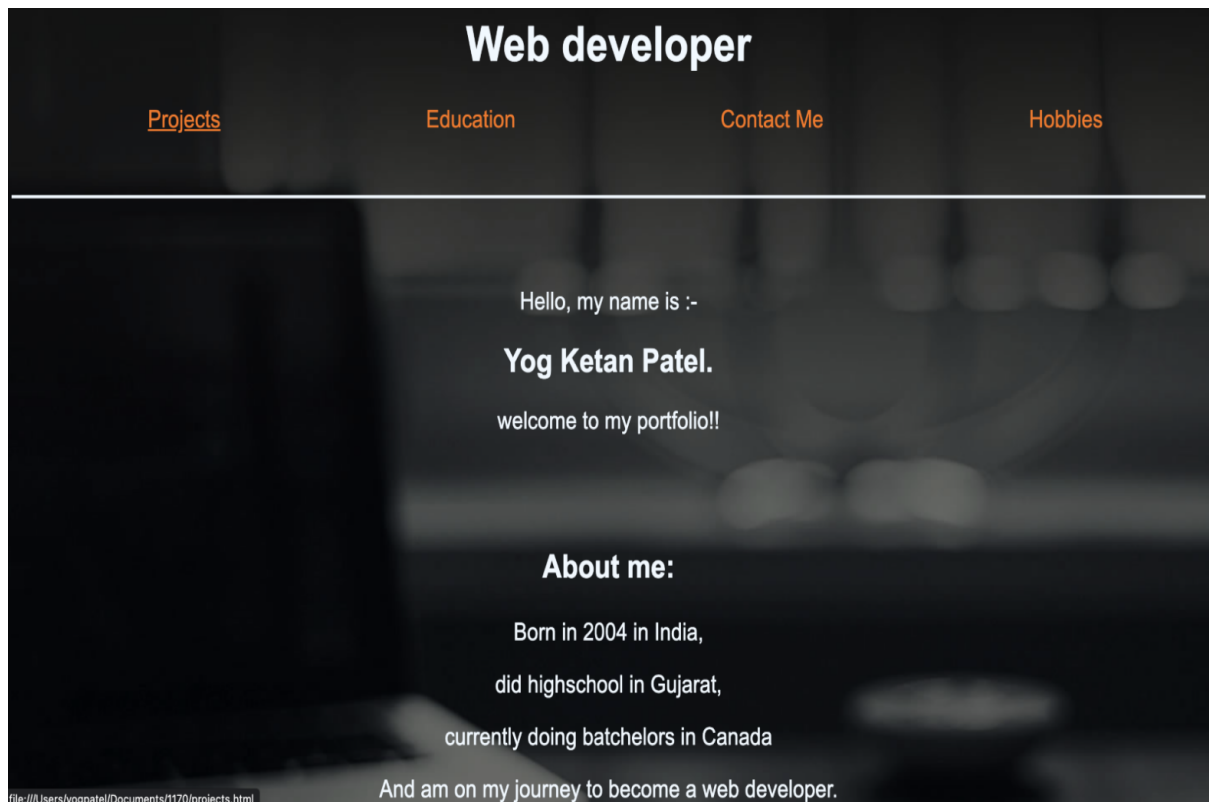 Web developer
Projects Education Contact Me Hobbies
Hello, my name is :-
Yog Ketan Patel.
welcome to my portfolio!!
About me:
Born in 2004 in India,
did highschool in Gujarat,
currently doing batchelors in Canada
And am on my journey to become a web developer.
file:///Users/yogpatel/Documents/1170/projects.html